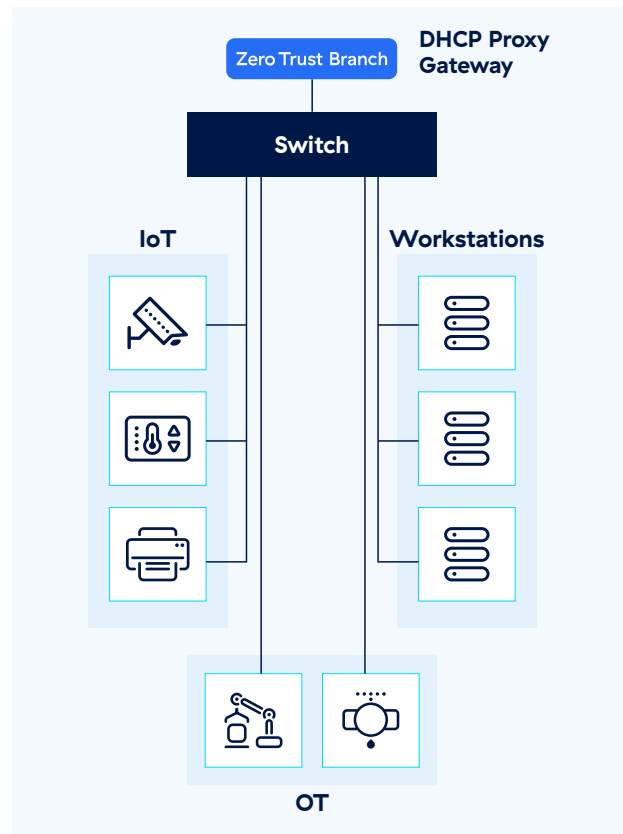 Zero Trust Branch
DHCP Proxy
Gateway
Switch
IoT
Workstations
OT